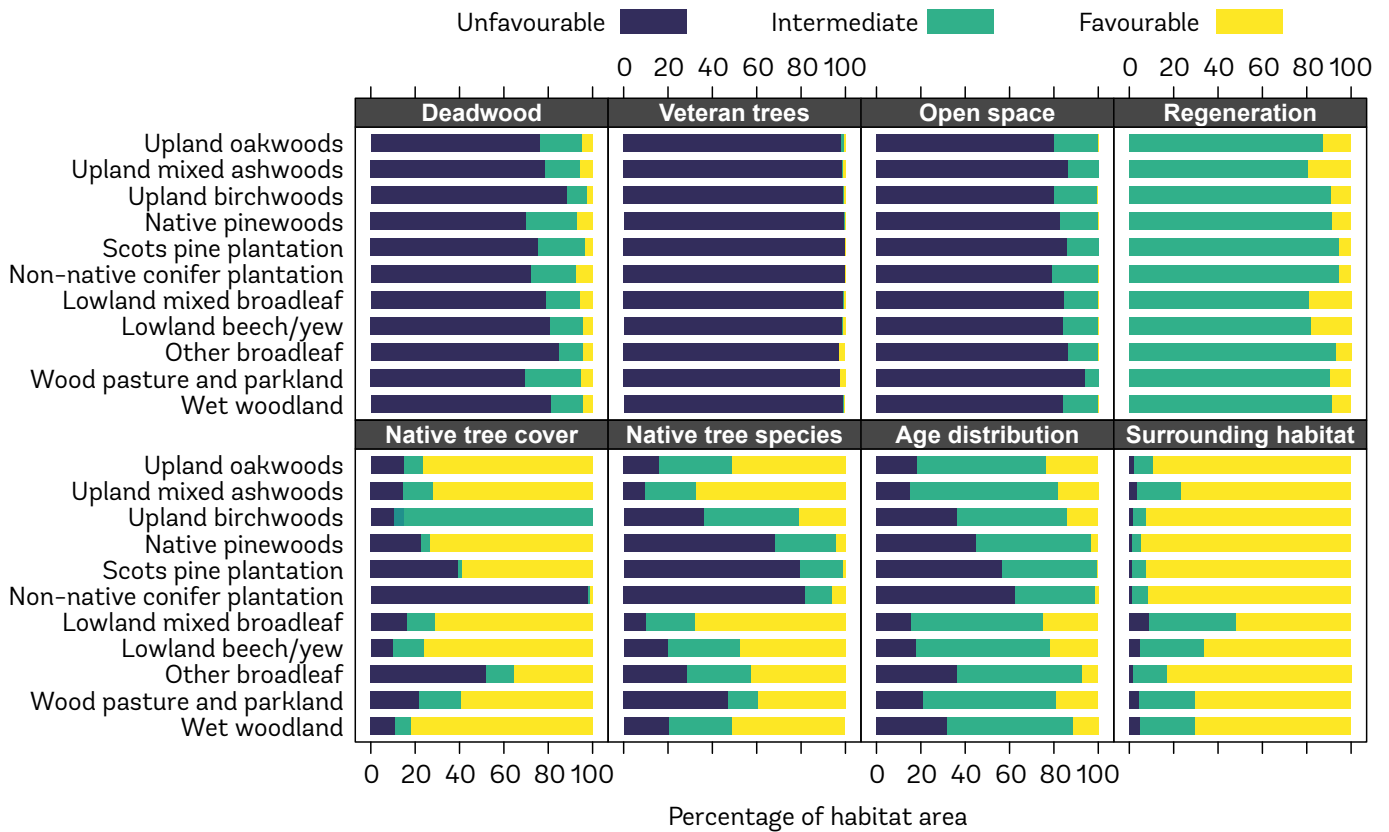 Unfavourable Intermediate Favourable
0 20 40 60 80 100 0 20 40 60 80 100
Deadwood Veteran trees Open space Regeneration
Upland oakwoods
Upland mixed ashwoods
Upland birchwoods
Native pinewoods
Scots pine plantation
Non-native conifer plantation
Lowland mixed broadleaf
Lowland beech/yew
Other broadleaf
Wood pasture and parkland
Wet woodland
Native tree cover Native tree species Age distribution Surrounding habitat
Upland oakwoods
Upland mixed ashwoods
Upland birchwoods
Native pinewoods
Scots pine plantation
Non-native conifer plantation
Lowland mixed broadleaf
Lowland beech/yew
Other broadleaf
Wood pasture and parkland
Wet woodland
0 20 40 60 80 100 0 20 40 60 80 100
Percentage of habitat area